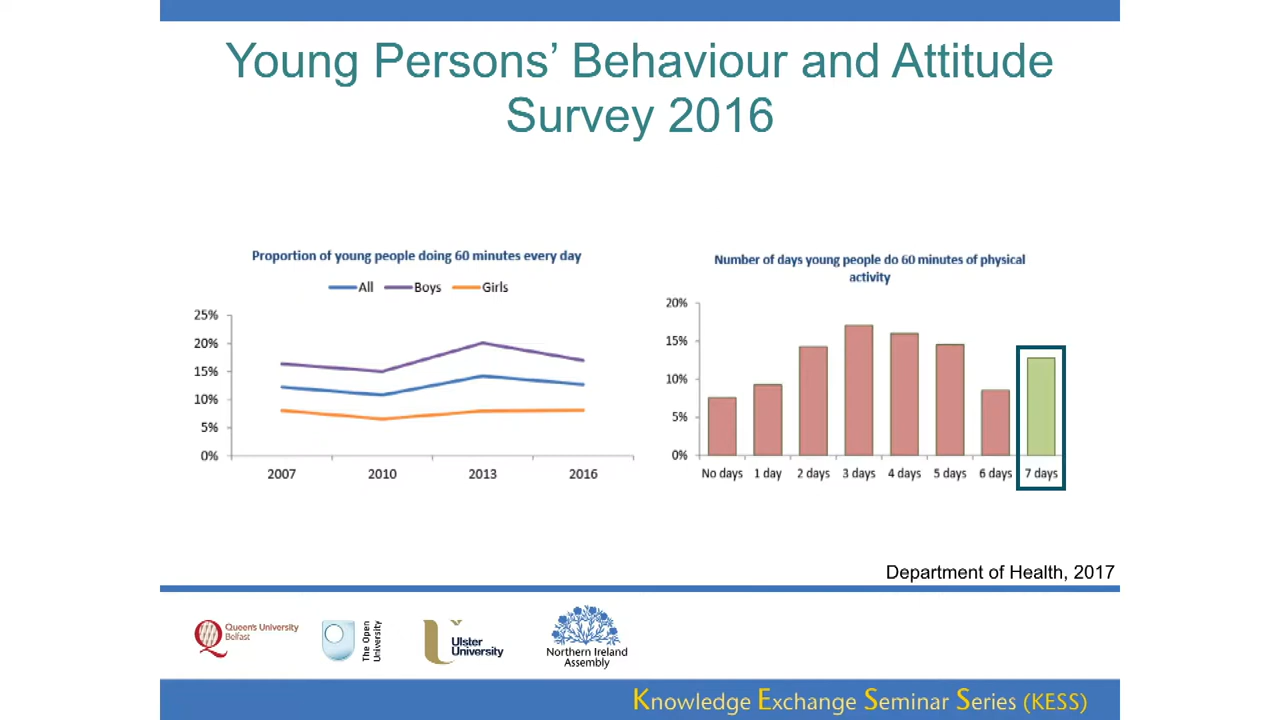 Young Persons’ Behaviour and Attitude
Survey 2016
Proportion of young people doing 60 minutes every day
All Boys Girls
25%
20%
15%
10%
5%
0%
2007 2010 2013 2016
Number of days young people do 60 minutes of physical
activity
20%
15%
10%
5%
0%
No days 1 day 2 days 3 days 4 days 5 days 6 days 7 days
Department of Health, 2017
Queen's University
Belfast
The Open
University
Ulster
University
Northern Ireland
Assembly
Knowledge Exchange Seminar Series (KESS)